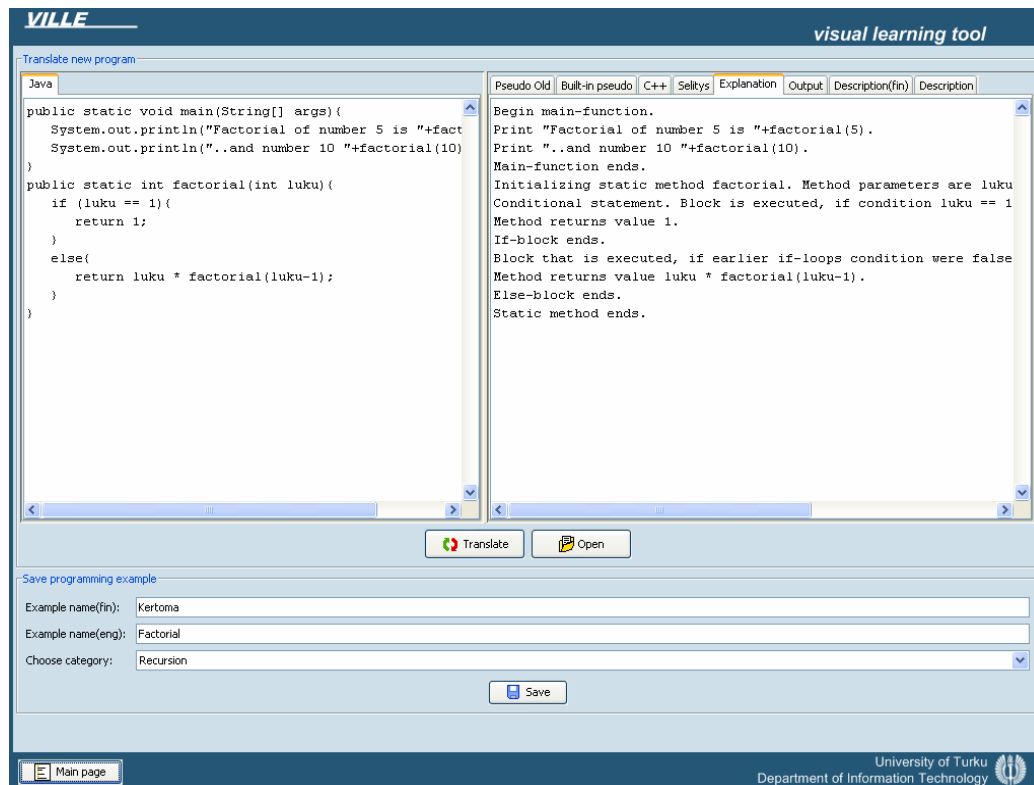 VILLE
visual learning tool
Translate new program
Java
public static void main(String[] args){
System.out.println("Factorial of number 5 is "+fact
System.out.println("..and number 10 "+factorial(10)
}
public static int factorial(int luku){
if (luku == 1){
return 1;
}
else{
return luku * factorial(luku-1);
}
}
Pseudo Old Built-in pseudo C++ Selitys Explanation Output Description(fin) Description
Begin main-function.
Print "Factorial of number 5 is "+factorial(5).
Print "..and number 10 "+factorial(10).
Main-function ends.
Initializing static method factorial. Method parameters are luku
Conditional statement. Block is executed, if condition luku == 1
Method returns value 1.
If-block ends.
Block that is executed, if earlier if-loops condition were false
Method returns value luku * factorial(luku-1).
Else-block ends.
Static method ends.
Translate Open
Save programming example
Example name(fin): Kertoma
Example name(eng): Factorial
Choose category: Recursion
Save
Main page
University of Turku
Department of Information Technology